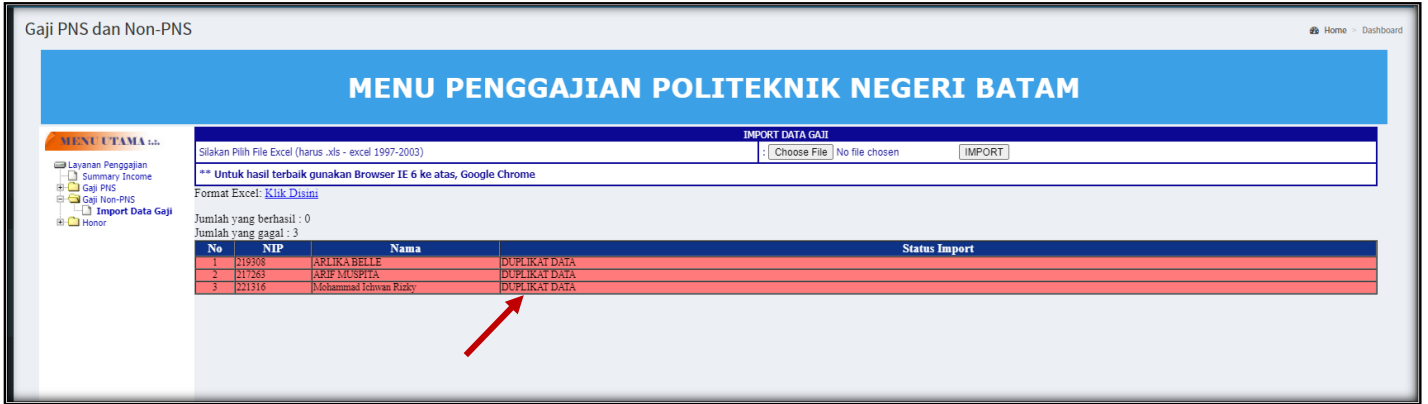 Gaji PNS dan Non-PNS
Home > Dashboard
MENU PENGGAJIAN POLITEKNIK NEGERI BATAM
MENU UTAMA :.:.
Layanan Penggajian
Summary Income
Gaji PNS
Gaji Non-PNS
Import Data Gaji
Honor
IMPORT DATA GAJI
Silakan Pilih File Excel (harus .xls - excel 1997-2003) : Choose File No file chosen IMPORT
** Untuk hasil terbaik gunakan Browser IE 6 ke atas, Google Chrome
Format Excel: Klik Disini
Jumlah yang berhasil : 0
Jumlah yang gagal : 3
No NIP Nama Status Import
1 219308 ARLIKA BELLE DUPLIKAT DATA
2 217263 ARIF MUSPITA DUPLIKAT DATA
3 221316 Mohammad Ichwan Rizky DUPLIKAT DATA